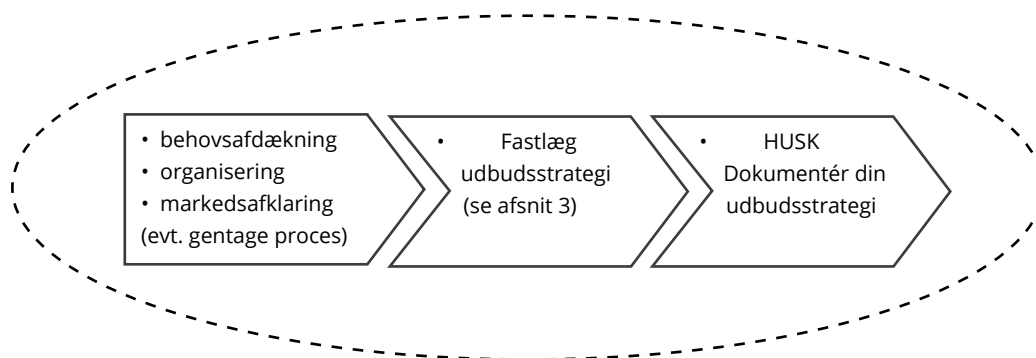 • behovsafdækning
• organisering
• markedsafklaring
(evt. gentage proces)
• Fastlæg
udbudsstrategi
(se afsnit 3)
• HUSK
Dokumentér din
udbudsstrategi